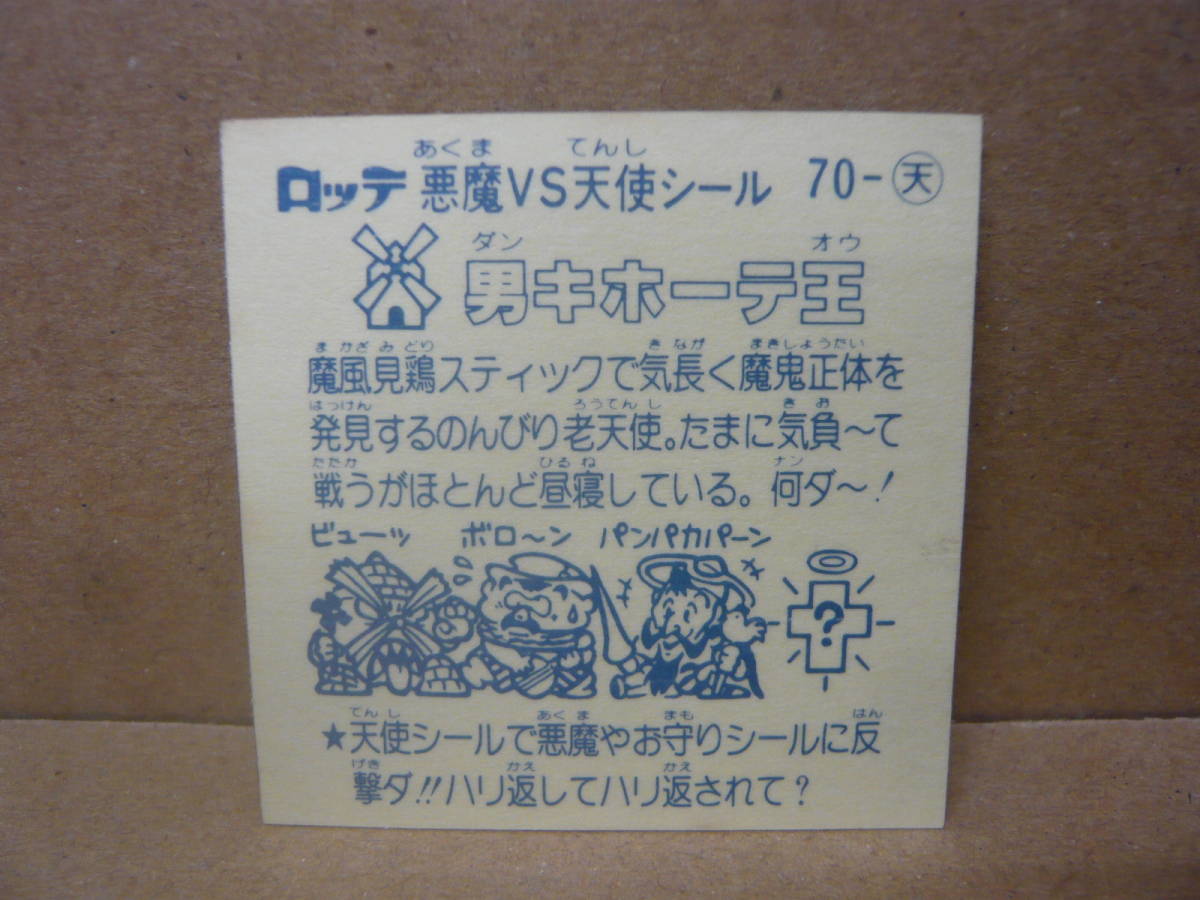 あくま てんし
ロッテ 悪魔VS天使シール 70-天
ダン オウ
男キホーテ王
まかざみどり きなが まきしょうたい
魔風見鶏スティックで気長く魔鬼正体を
はっけん ろうてんし きお
発見するのんびり老天使。たまに気負〜て
たたか ひるね ナン
戦うがほとんど昼寝している。何ダ〜!
ビューッ ボロ〜ン パンパカパーン
?
てんし あくま まも はん
★天使シールで悪魔やお守りシールに反
げき かえ かえ
撃ダ!!ハリ返してハリ返されて?